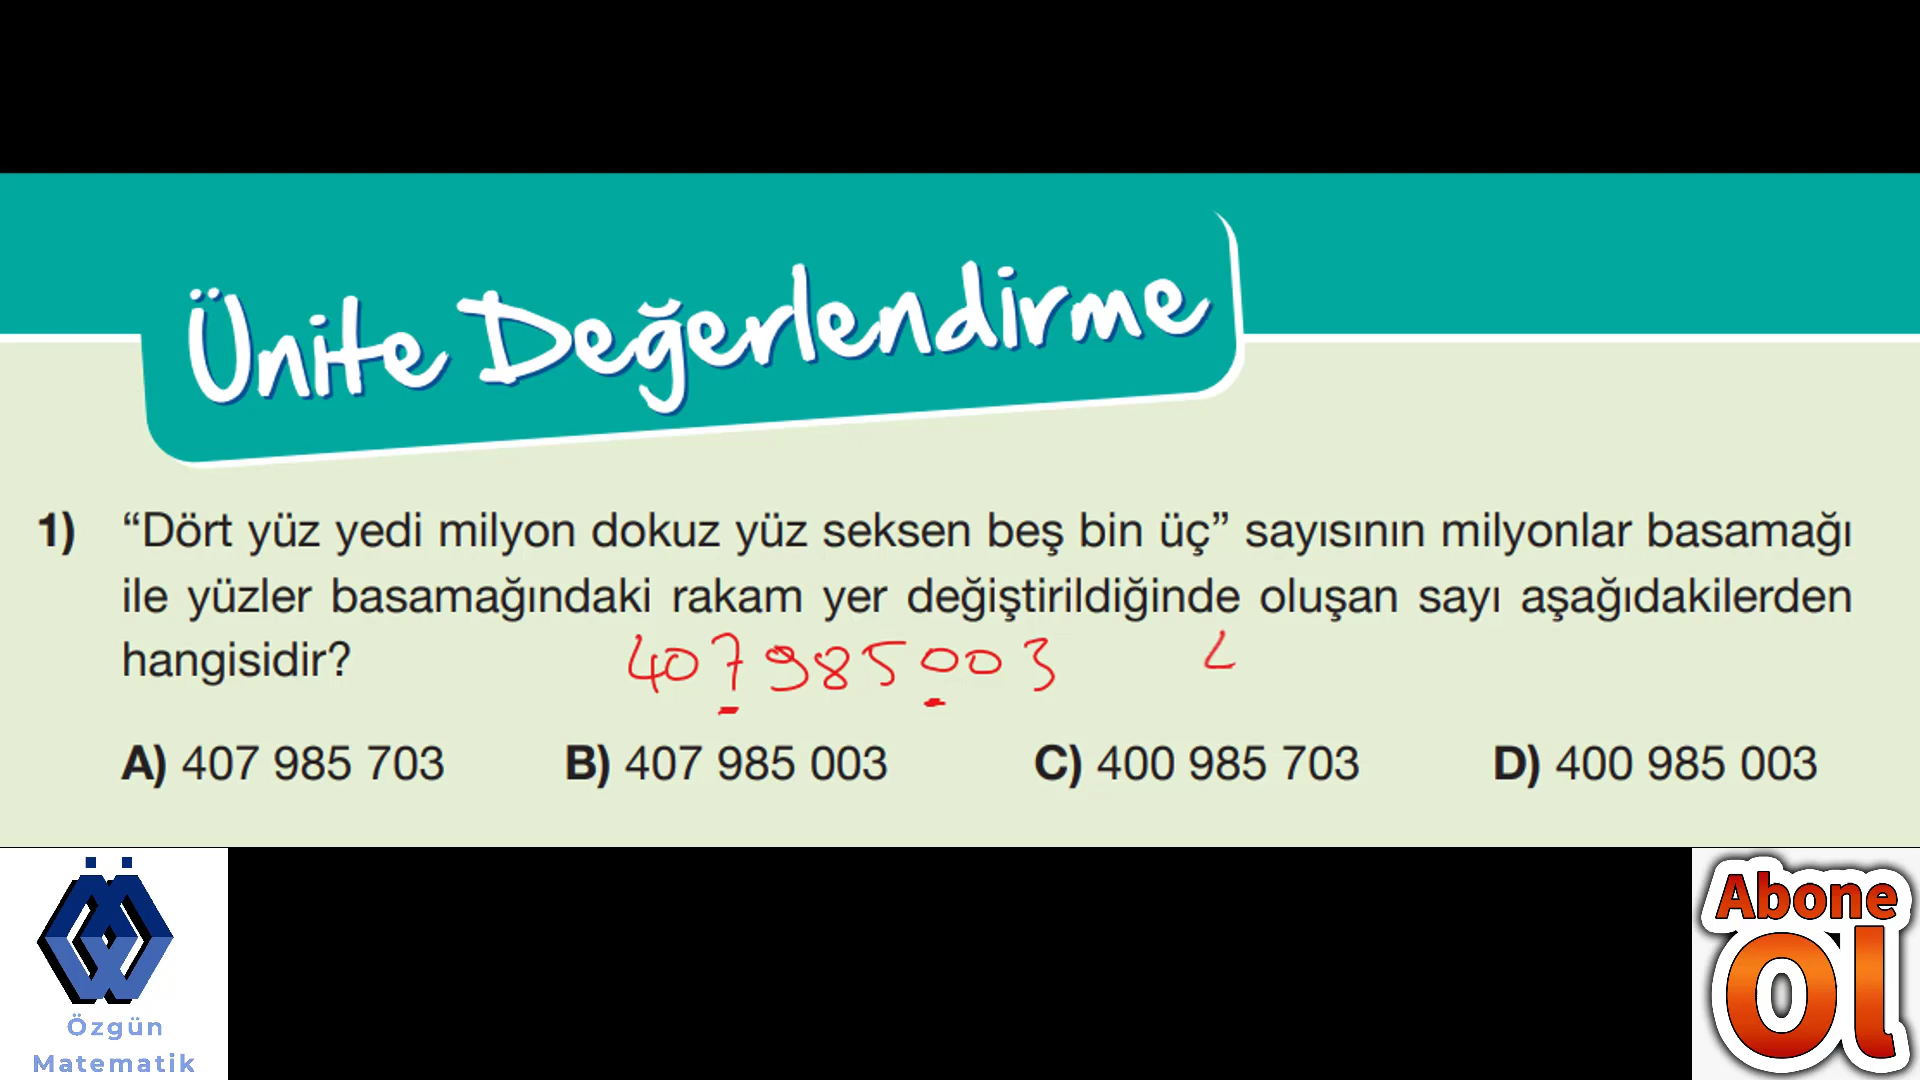 Ünite Değerlendirme
1) “Dört yüz yedi milyon dokuz yüz seksen beş bin üç” sayısının milyonlar basamağı
ile yüzler basamağındaki rakam yer değiştirildiğinde oluşan sayı aşağıdakilerden
hangisidir? 407985003
A) 407 985 703 B) 407 985 003 C) 400 985 703 D) 400 985 003
Özgün
Matematik
Abone
Ol